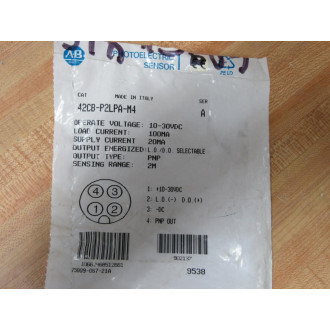 AB
PHOTOELECTRIC
SENSOR
CAT
MADE IN ITALY
SER
42CB-P2LPA-M4
A
OPERATE VOLTAGE: 10-30VDC
LOAD CURRENT: 100MA
SUPPLY CURRENT 20MA
OUTPUT ENERGIZED: L.O./D.O. SELECTABLE
OUTPUT TYPE: PNP
SENSING RANGE: 2M
4 3
1 2
1: +10-30VDC
2: L.O.(-) D.O.(+)
3: -DC
4: PNP OUT
9538